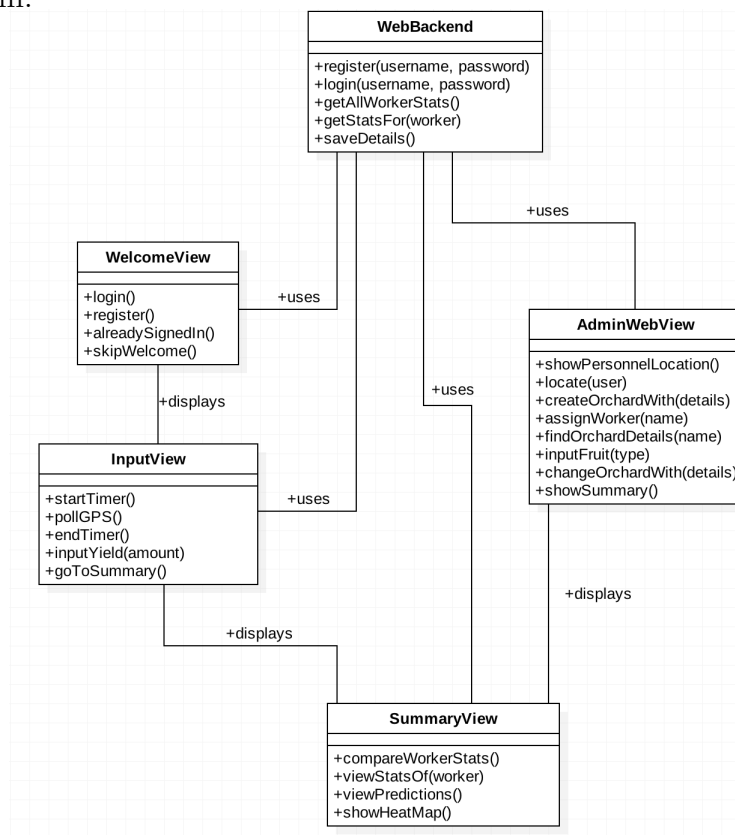 WebBackend
+register(username, password)
+login(username, password)
+getAllWorkerStats()
+getStatsFor(worker)
+saveDetails()
+uses
WelcomeView
+login()
+register()
+alreadySignedIn()
+skipWelcome()
+uses
AdminWebView
+showPersonnelLocation()
+locate(user)
+createOrchardWith(details)
+assignWorker(name)
+findOrchardDetails(name)
+inputFruit(type)
+changeOrchardWith(details)
+showSummary()
+uses
+displays
InputView
+startTimer()
+pollGPS()
+endTimer()
+inputYield(amount)
+goToSummary()
+uses
+displays
+displays
SummaryView
+compareWorkerStats()
+viewStatsOf(worker)
+viewPredictions()
+showHeatMap()